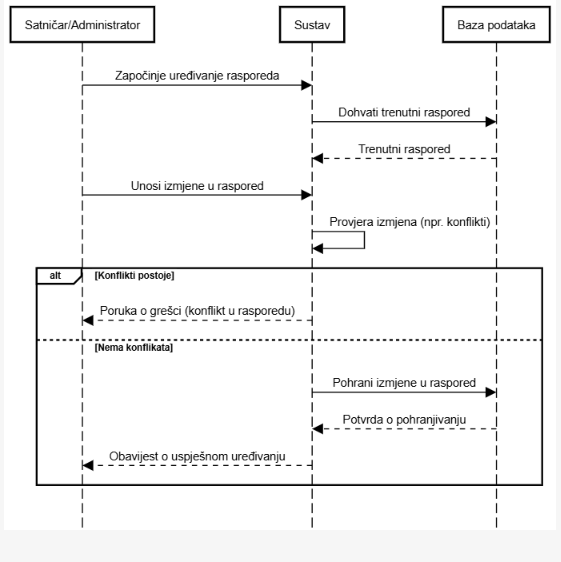 Satničar/Administrator
Sustav
Baza podataka
Započinje uređivanje rasporeda
Dohvati trenutni raspored
Trenutni raspored
Unosi izmjene u raspored
Provjera izmjena (npr. konflikti)
alt
[Konflikti postoje]
Poruka o grešci (konflikt u rasporedu)
[Nema konflikata]
Pohrani izmjene u raspored
Potvrda o pohranjivanju
Obavijest o uspješnom uređivanju